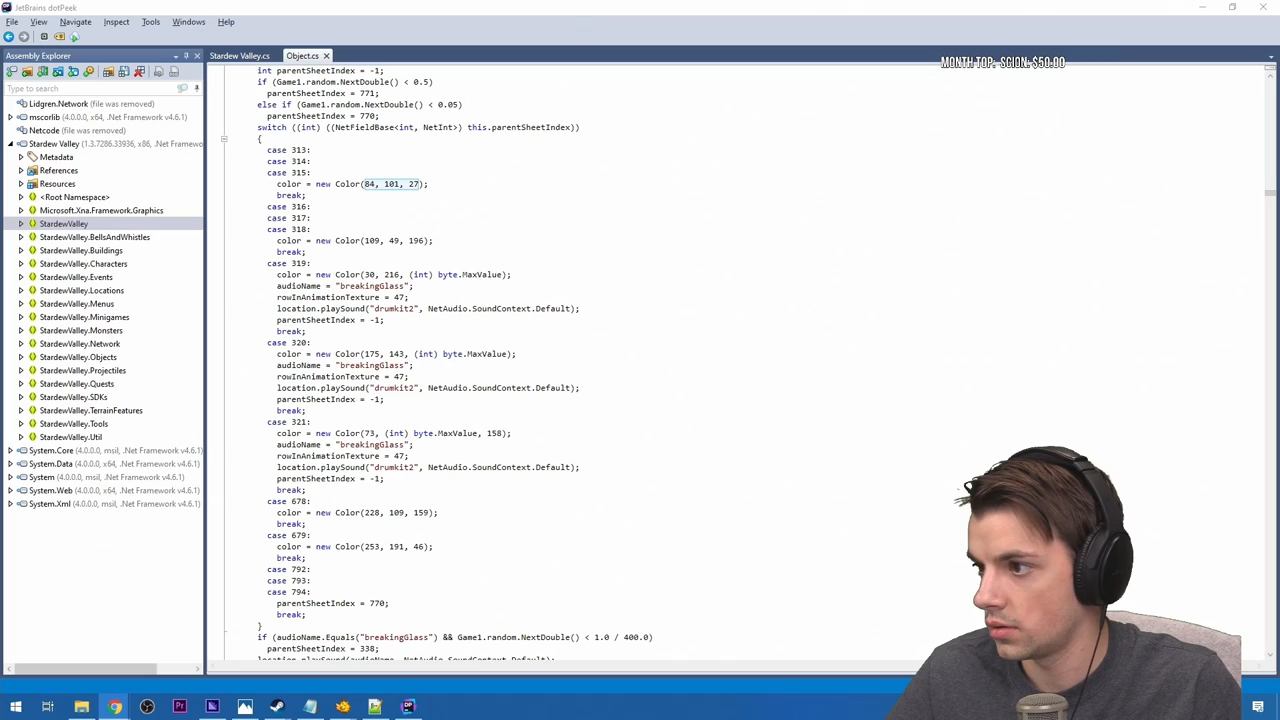 JetBrains dotPeek
File View Navigate Inspect Tools Windows Help
Assembly Explorer
Stardew Valley.cs Object.cs
MONTH TOP: SCION: $50.00
Type to search
Lidgren.Network (file was removed)
mscorlib (4.0.0.0, x64, .Net Framework v4.6.1)
Netcode (file was removed)
Stardew Valley (1.3.7286.33936, x86, .Net Framewo
Metadata
References
Resources
<Root Namespace>
Microsoft.Xna.Framework.Graphics
StardewValley
StardewValley.BellsAndWhistles
StardewValley.Buildings
StardewValley.Characters
StardewValley.Events
StardewValley.Locations
StardewValley.Menus
StardewValley.Minigames
StardewValley.Monsters
StardewValley.Network
StardewValley.Objects
StardewValley.Projectiles
StardewValley.Quests
StardewValley.SDKs
StardewValley.TerrainFeatures
StardewValley.Tools
StardewValley.Util
System.Core (4.0.0.0, msil, .Net Framework v4.6.1)
System.Data (4.0.0.0, x64, .Net Framework v4.6.1)
System (4.0.0.0, msil, .Net Framework v4.6.1)
System.Web (4.0.0.0, x64, .Net Framework v4.6.1)
System.Xml (4.0.0.0, msil, .Net Framework v4.6.1)
int parentSheetIndex = -1;
if (Game1.random.NextDouble() < 0.5)
parentSheetIndex = 771;
else if (Game1.random.NextDouble() < 0.05)
parentSheetIndex = 770;
switch ((int) ((NetFieldBase<int, NetInt>) this.parentSheetIndex))
{
case 313:
case 314:
case 315:
color = new Color(84, 101, 27);
break;
case 316:
case 317:
case 318:
color = new Color(109, 49, 196);
break;
case 319:
color = new Color(30, 216, (int) byte.MaxValue);
audioName = "breakingGlass";
rowInAnimationTexture = 47;
location.playSound("drumkit2", NetAudio.SoundContext.Default);
parentSheetIndex = -1;
break;
case 320:
color = new Color(175, 143, (int) byte.MaxValue);
audioName = "breakingGlass";
rowInAnimationTexture = 47;
location.playSound("drumkit2", NetAudio.SoundContext.Default);
parentSheetIndex = -1;
break;
case 321:
color = new Color(73, (int) byte.MaxValue, 158);
audioName = "breakingGlass";
rowInAnimationTexture = 47;
location.playSound("drumkit2", NetAudio.SoundContext.Default);
parentSheetIndex = -1;
break;
case 678:
color = new Color(228, 109, 159);
break;
case 679:
color = new Color(253, 191, 46);
break;
case 792:
case 793:
case 794:
parentSheetIndex = 770;
break;
}
if (audioName.Equals("breakingGlass") && Game1.random.NextDouble() < 1.0 / 400.0)
parentSheetIndex = 338;
location.playSound(audioName, NetAudio.SoundContext.Default);